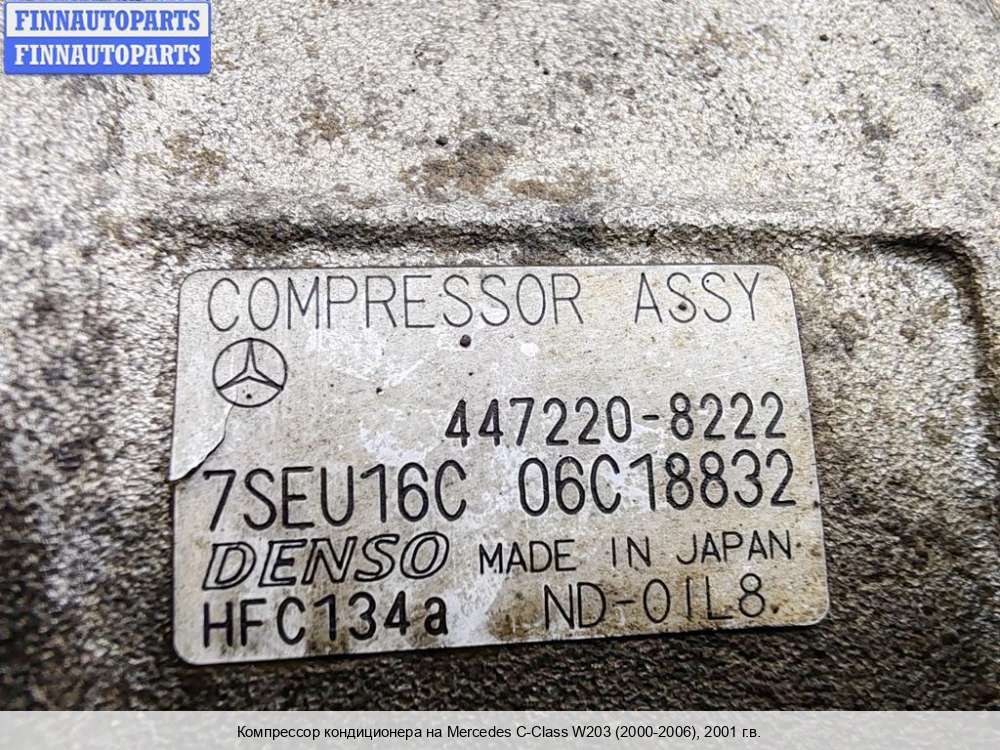 FINNAUTOPARTS
FINNAUTOPARTS
COMPRESSOR ASSY
447220-8222
7SEU16C 06C18832
DENSO MADE IN JAPAN
HFC134a ND-OIL8
Компрессор кондиционера на Mercedes C-Class W203 (2000-2006), 2001 г.в.